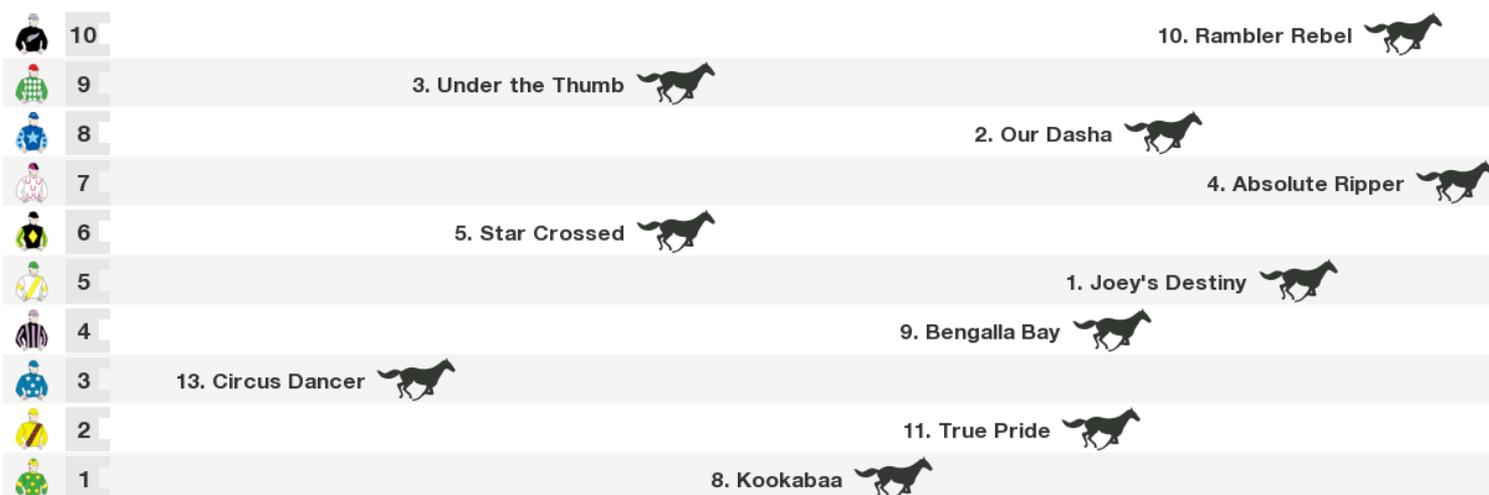 10 10. Rambler Rebel
9 3. Under the Thumb
8 2. Our Dasha
7 4. Absolute Ripper
6 5. Star Crossed
5 1. Joey's Destiny
4 9. Bengalla Bay
3 13. Circus Dancer
2 11. True Pride
1 8. Kookabaa